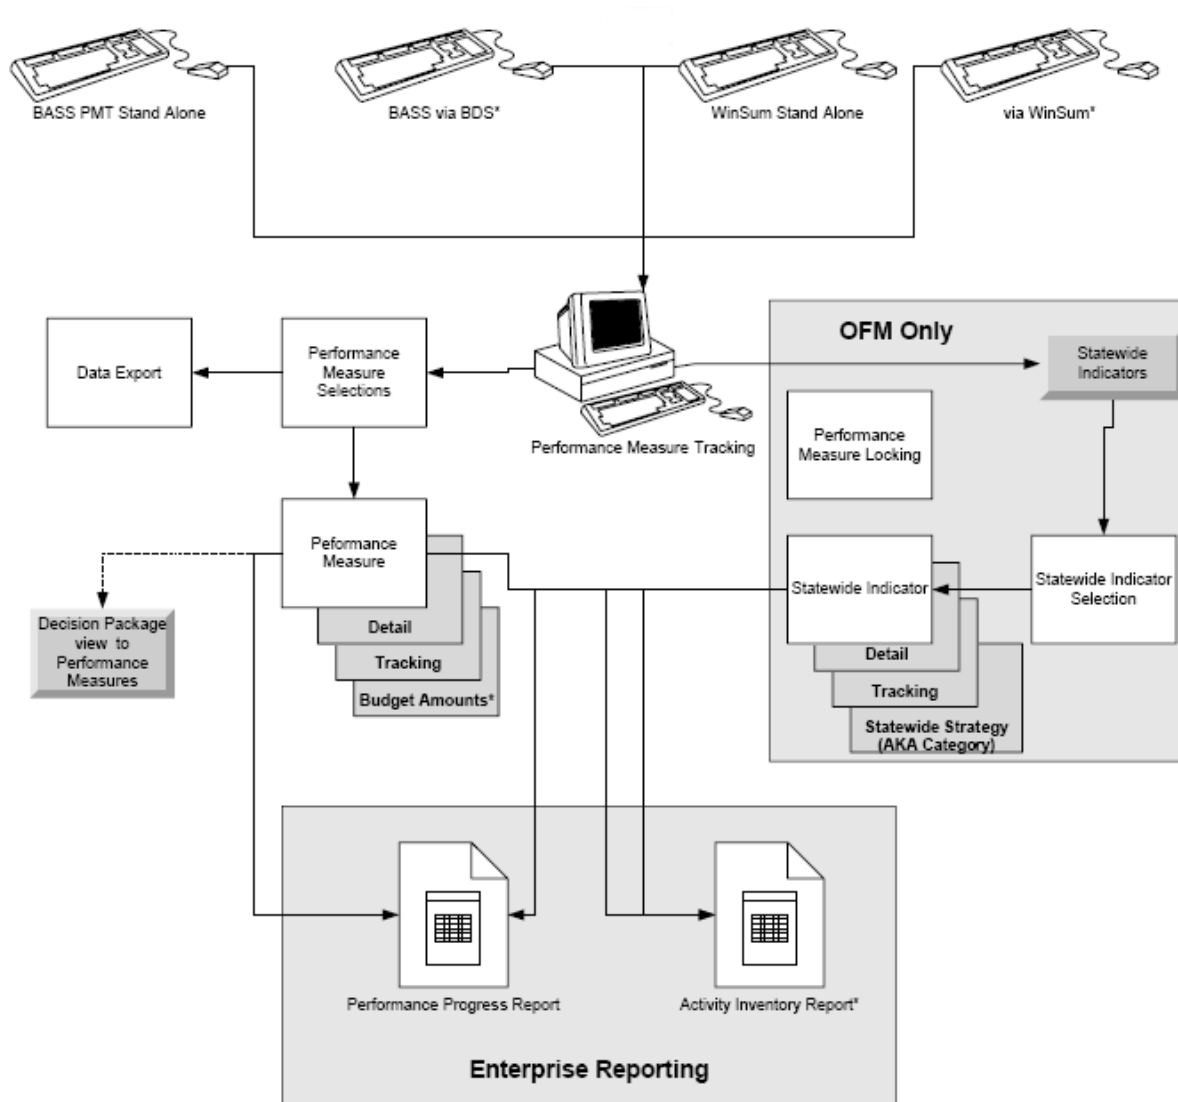 BASS PMT Stand Alone
BASS via BDS*
WinSum Stand Alone
via WinSum*
OFM Only
Data Export
Performance
Measure
Selections
Statewide
Indicators
Performance Measure Tracking
Performance
Measure Locking
Peformance
Measure
Statewide Indicator
Statewide Indicator
Selection
Decision Package
view to
Performance
Measures
Detail
Tracking
Budget Amounts*
Detail
Tracking
Statewide Strategy
(AKA Category)
Performance Progress Report
Activity Inventory Report*
Enterprise Reporting